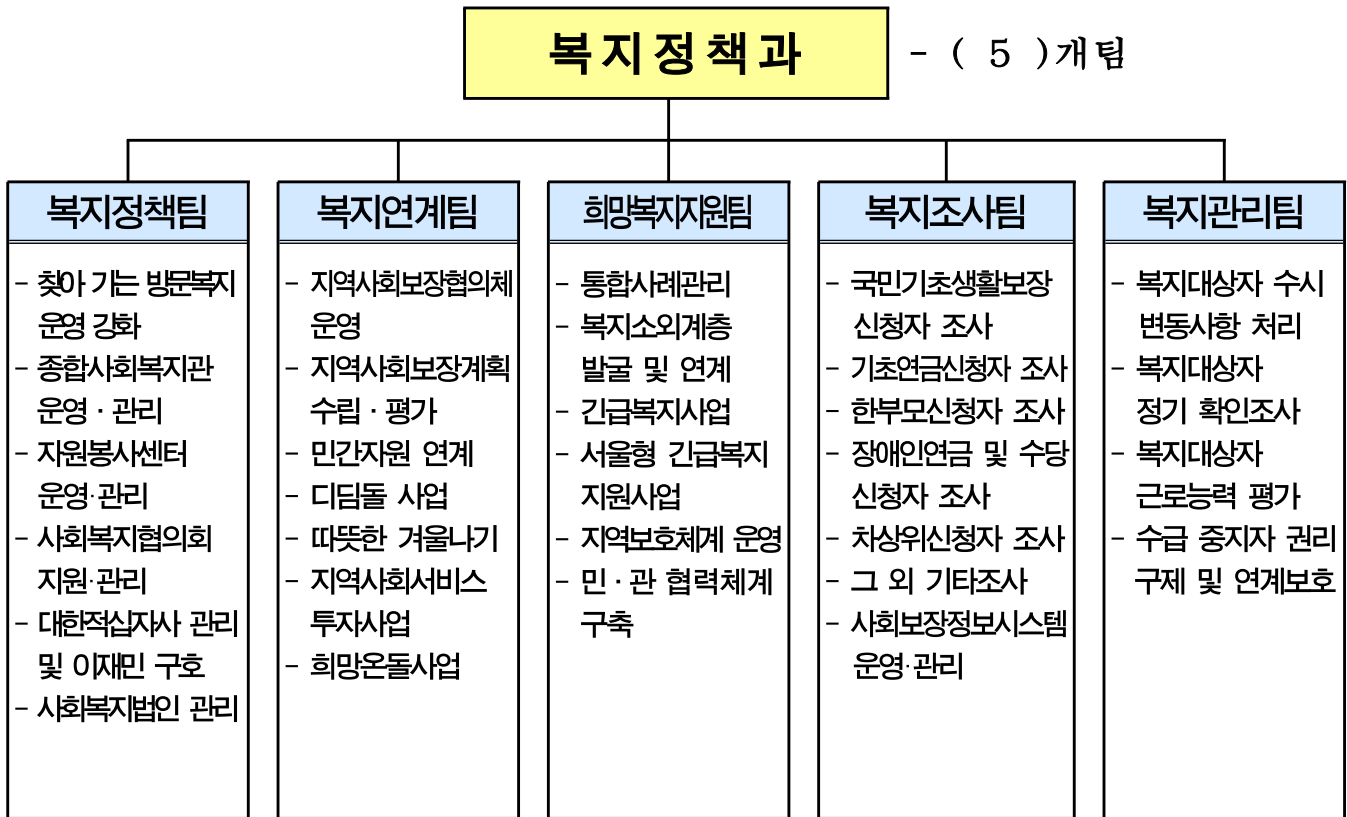 복지정책과
- ( 5 )개팀
복지정책팀
- 찾아 가는 방문복지
운영 강화
- 종합사회복지관
운영 · 관리
- 자원봉사센터
운영·관리
- 사회복지협의회
지원·관리
- 대한적십자사 관리
및 이재민 구호
- 사회복지법인 관리
복지연계팀
- 지역사회보장협의체
운영
- 지역사회보장계획
수립 · 평가
- 민간자원 연계
- 디딤돌 사업
- 따뜻한 겨울나기
- 지역사회서비스
투자사업
- 희망온돌사업
희망복지지원팀
- 통합사례관리
- 복지소외계층
발굴 및 연계
- 긴급복지사업
- 서울형 긴급복지
지원사업
- 지역보호체계 운영
- 민 · 관 협력체계
구축
복지조사팀
- 국민기초생활보장
신청자 조사
- 기초연금신청자 조사
- 한부모신청자 조사
- 장애인연금 및 수당
신청자 조사
- 차상위신청자 조사
- 그 외 기타조사
- 사회보장정보시스템
운영·관리
복지관리팀
- 복지대상자 수시
변동사항 처리
- 복지대상자
정기 확인조사
- 복지대상자
근로능력 평가
- 수급 중지자 권리
구제 및 연계보호